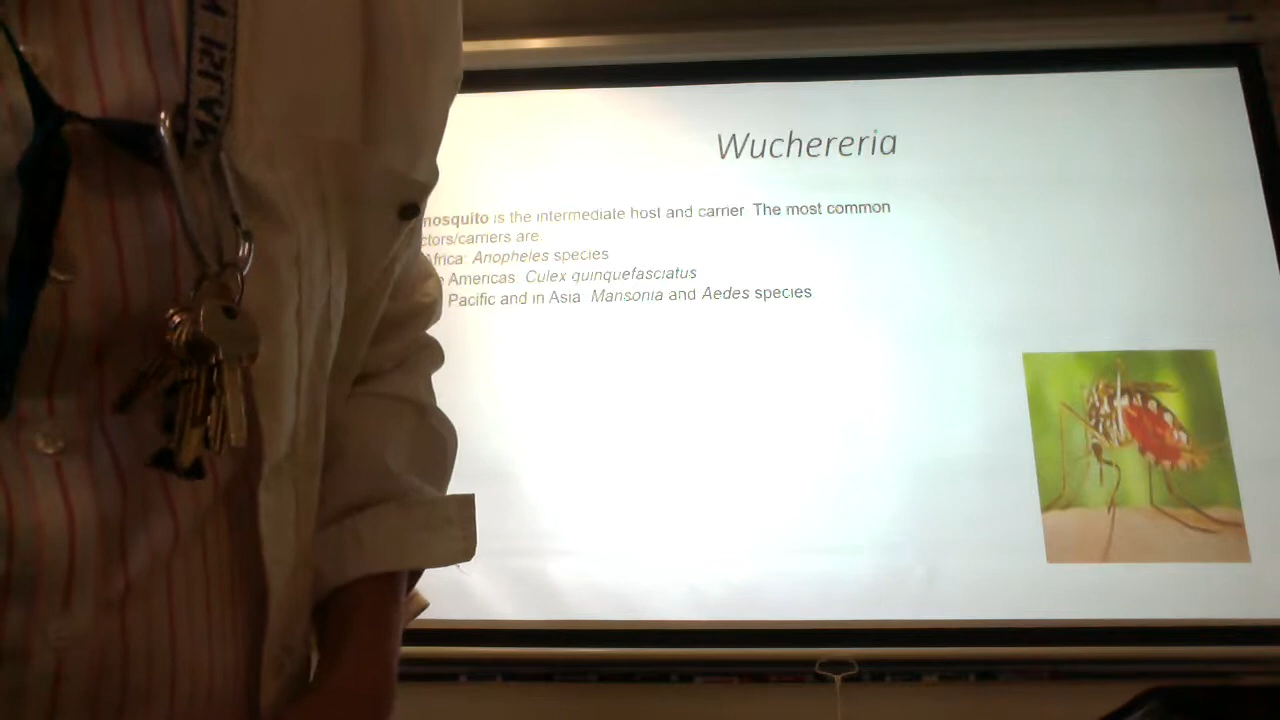 Wuchereria
mosquito is the intermediate host and carrier. The most common
ctors/carriers are:
Africa: Anopheles species
Americas: Culex quinquefasciatus
Pacific and in Asia: Mansonia and Aedes species